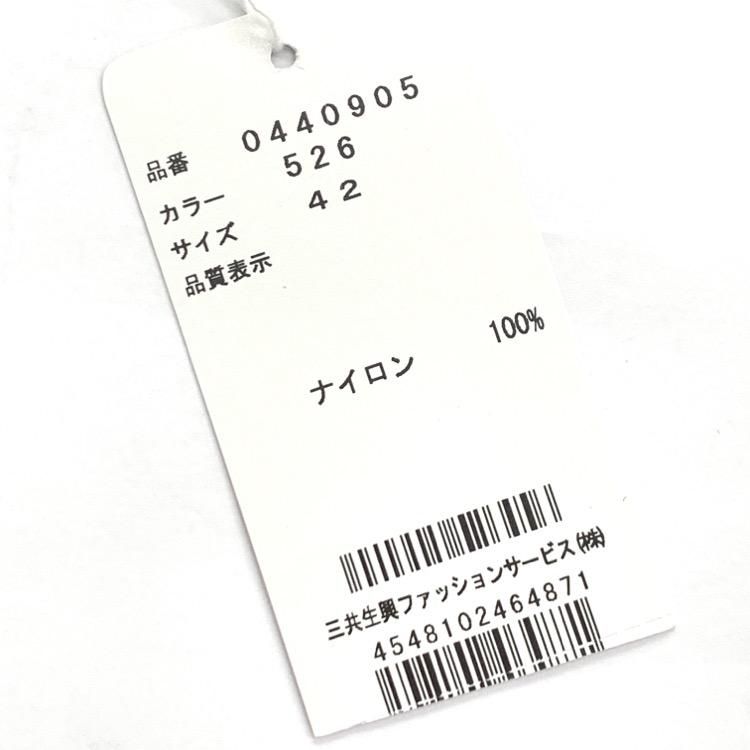 品番 0440905
カラー 526
サイズ 42
品質表示
ナイロン 100%
三共生興ファッションサービス(株)
4548102464871